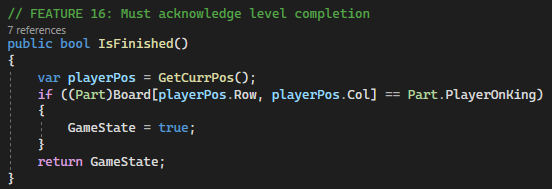 // FEATURE 16: Must acknowledge level completion
7 references
public bool IsFinished()
{
    var playerPos = GetCurrPos();
    if ((Part)Board[playerPos.Row, playerPos.Col] == Part.PlayerOnKing)
    {
        GameState = true;
    }
    return GameState;
}